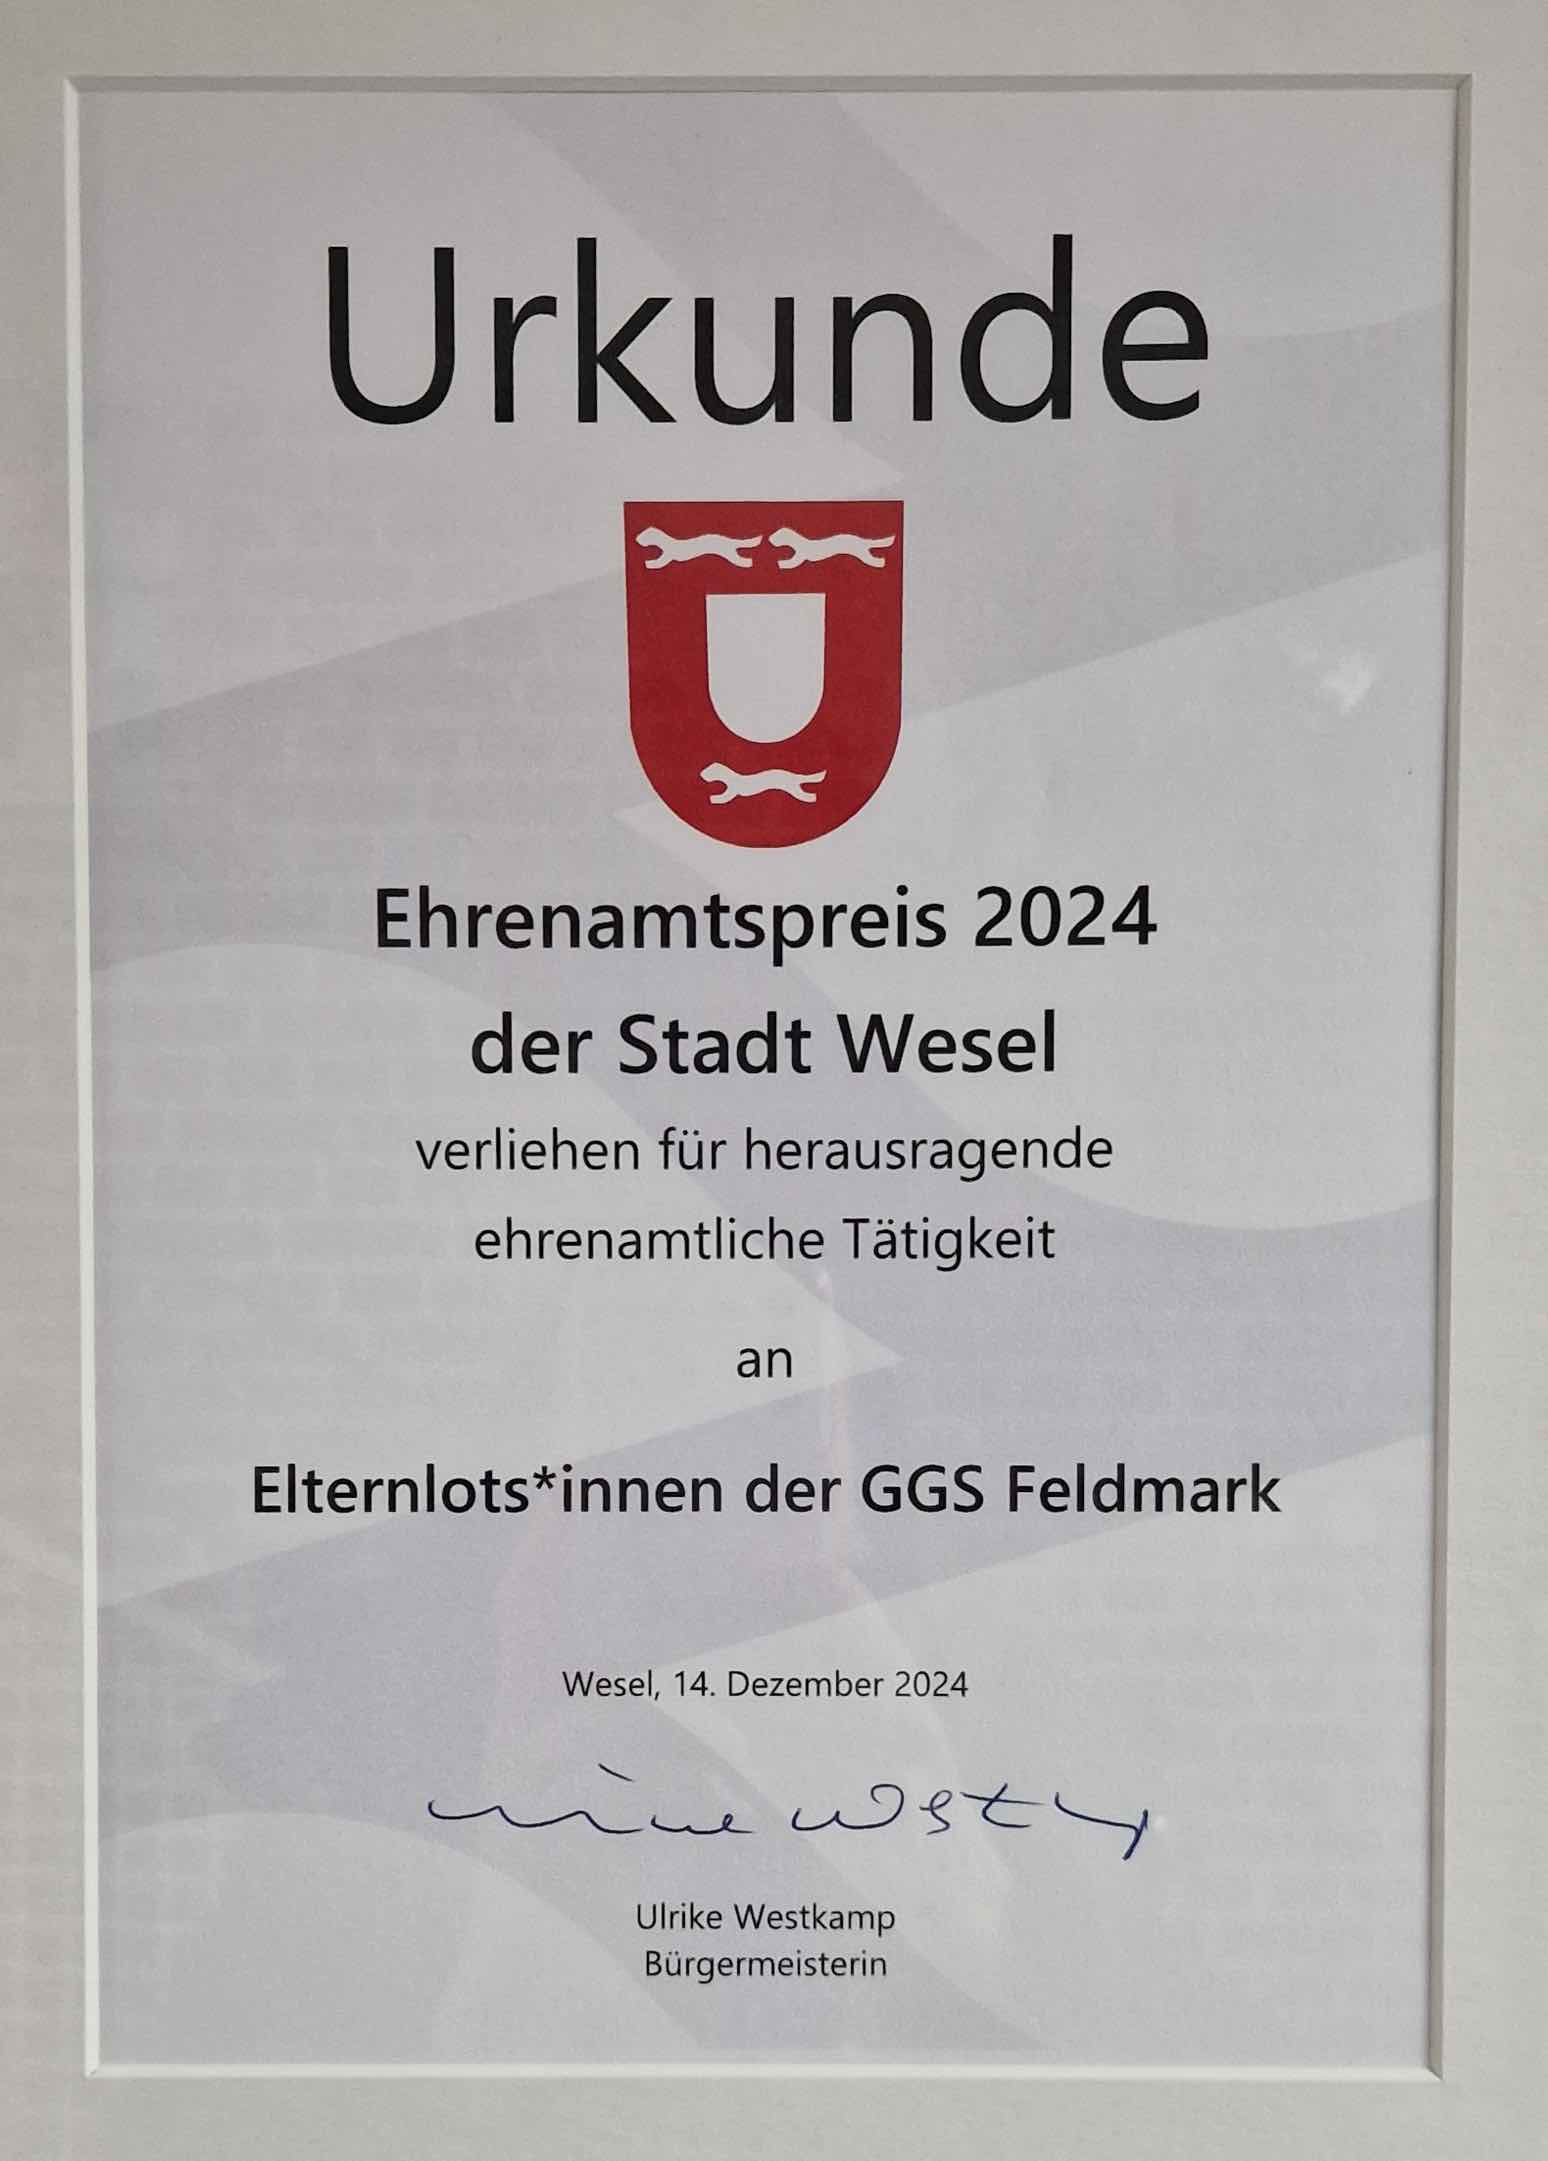 Urkunde
Ehrenamtspreis 2024
der Stadt Wesel
verliehen für herausragende
ehrenamtliche Tätigkeit
an
Elternlots*innen der GGS Feldmark
Wesel, 14. Dezember 2024
Ulrike Westkamp
Bürgermeisterin